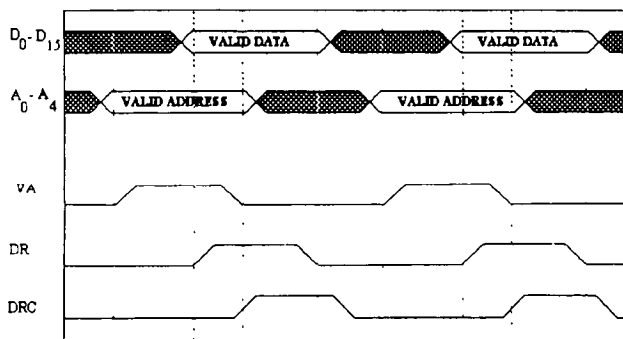 D0-D15 VALID DATA VALID DATA
A0-A4 VALID ADDRESS VALID ADDRESS
VA
DR
DRC